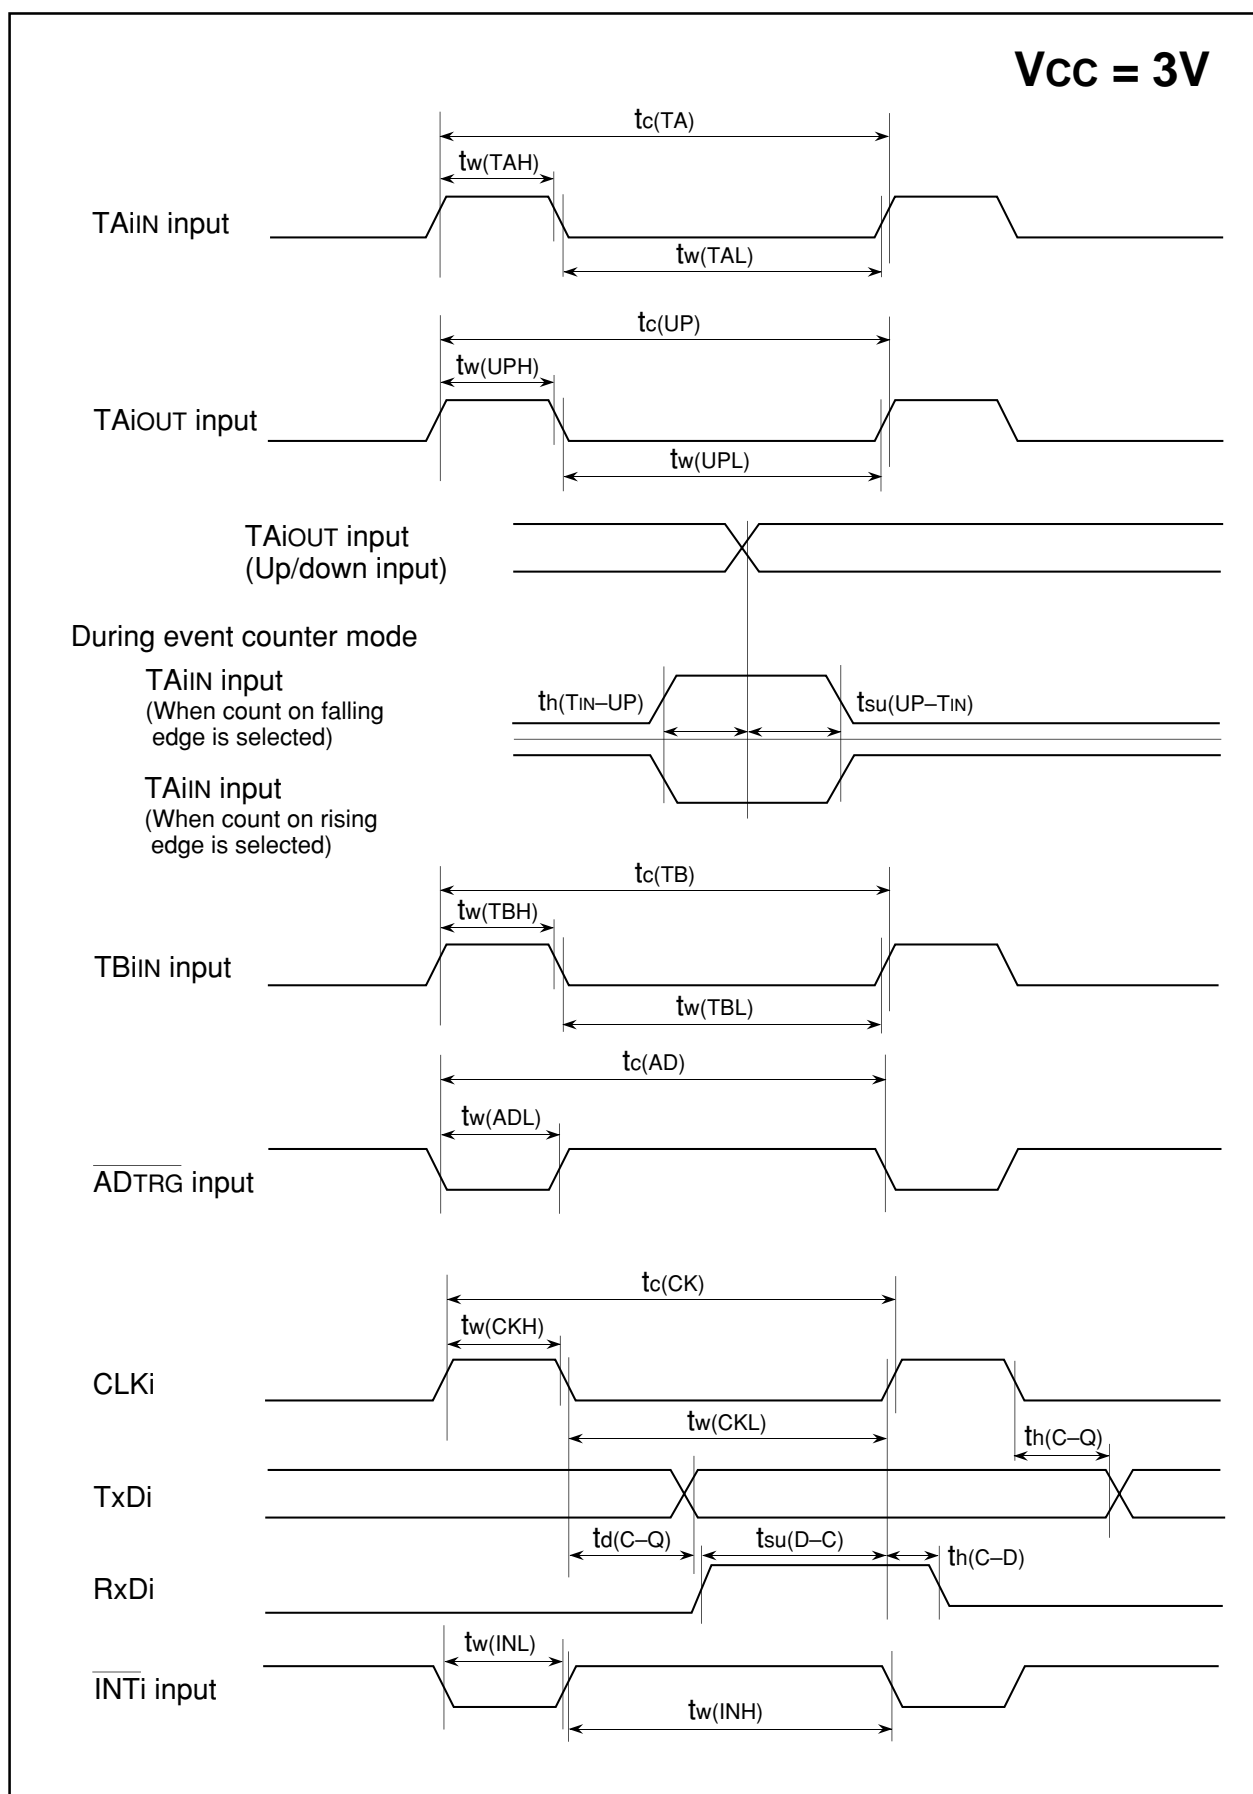 VCC = 3V
tc(TA)
tw(TAH)
TAiIN input
tw(TAL)
tc(UP)
tw(UPH)
TAiOUT input
tw(UPL)
TAiOUT input
(Up/down input)
During event counter mode
TAiIN input
(When count on falling
edge is selected)
th(TIN–UP)
tsu(UP–TIN)
TAiIN input
(When count on rising
edge is selected)
tc(TB)
tw(TBH)
TBiIN input
tw(TBL)
tc(AD)
tw(ADL)
ADTRG input
tc(CK)
tw(CKH)
CLKi
tw(CKL)
th(C–Q)
TxDi
td(C–Q)
tsu(D–C)
th(C–D)
RxDi
tw(INL)
INTi input
tw(INH)